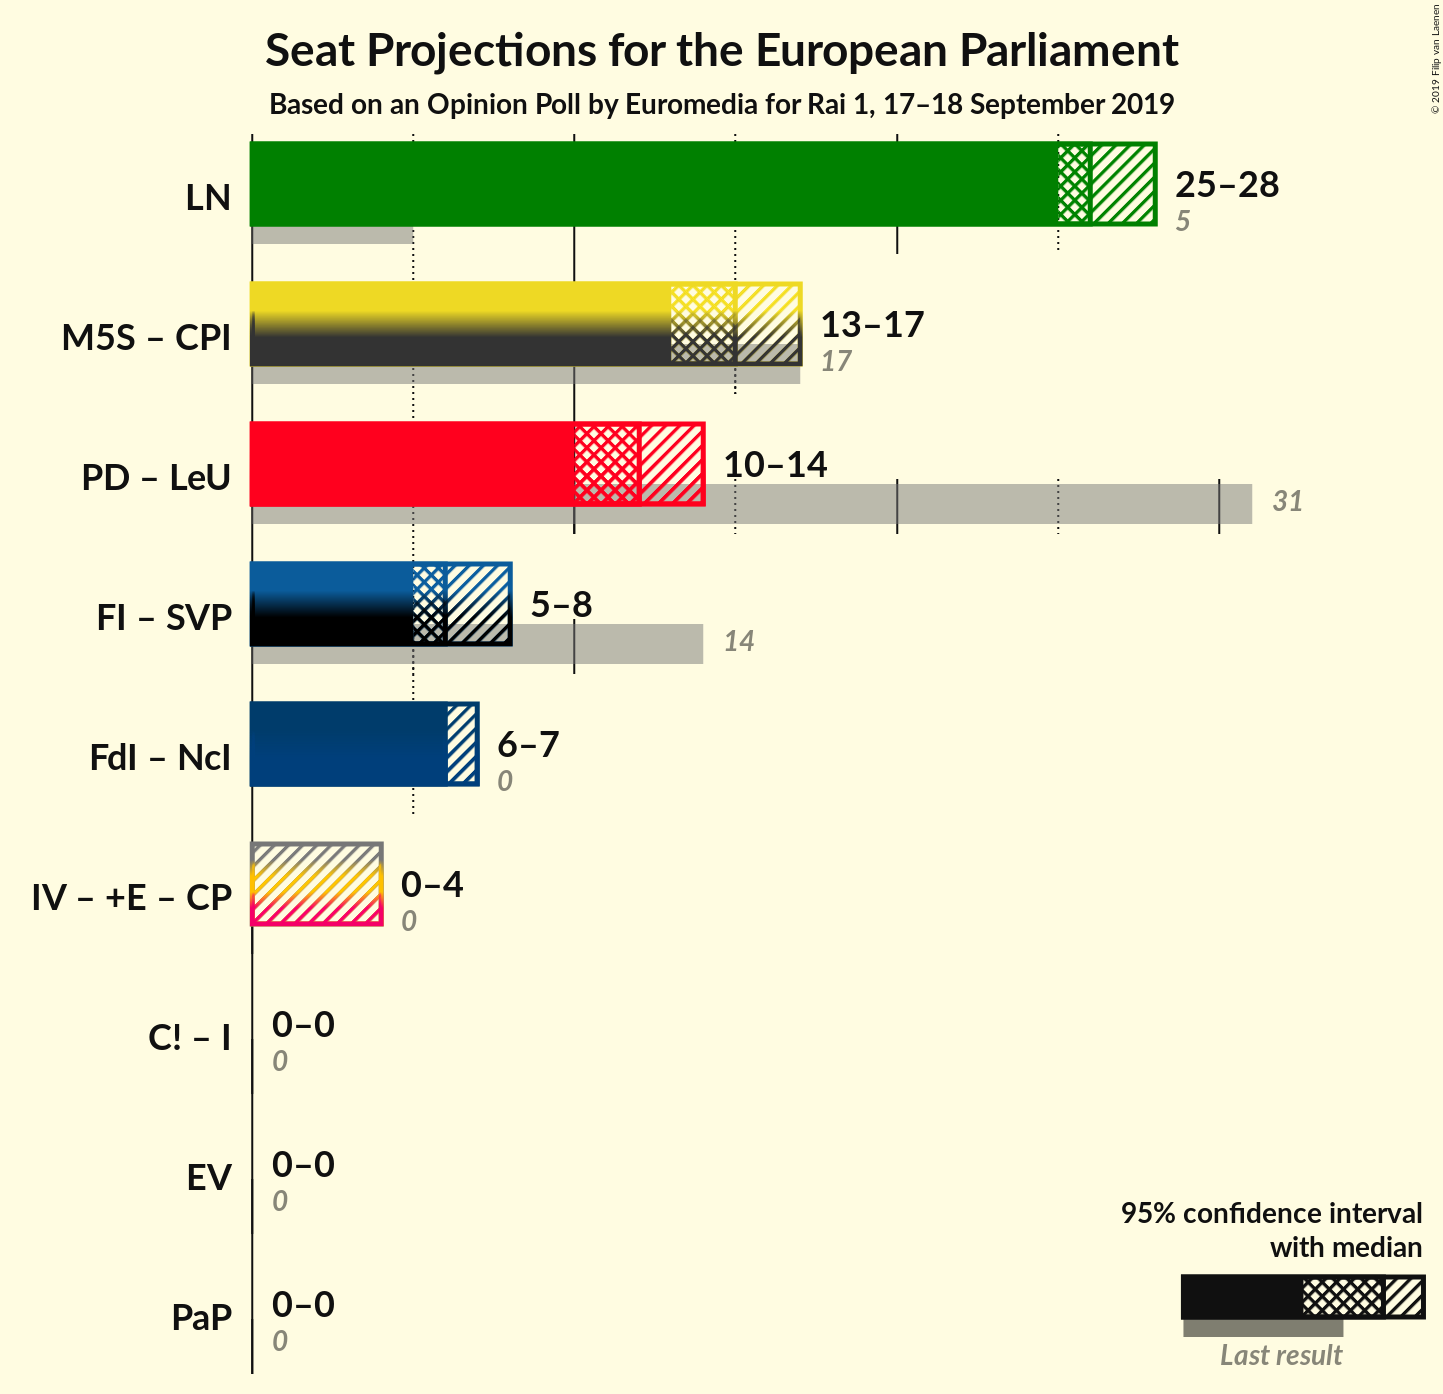 Seat Projections for the European Parliament
Based on an Opinion Poll by Euromedia for Rai 1, 17–18 September 2019
© 2019 Filip van Laenen
LN
25–28
5
M5S – CPI
13–17
17
PD – LeU
10–14
31
FI – SVP
5–8
14
FdI – NcI
6–7
0
IV – +E – CP
0–4
0
C! – I
0–0
0
EV
0–0
0
PaP
0–0
0
95% confidence interval
with median
Last result